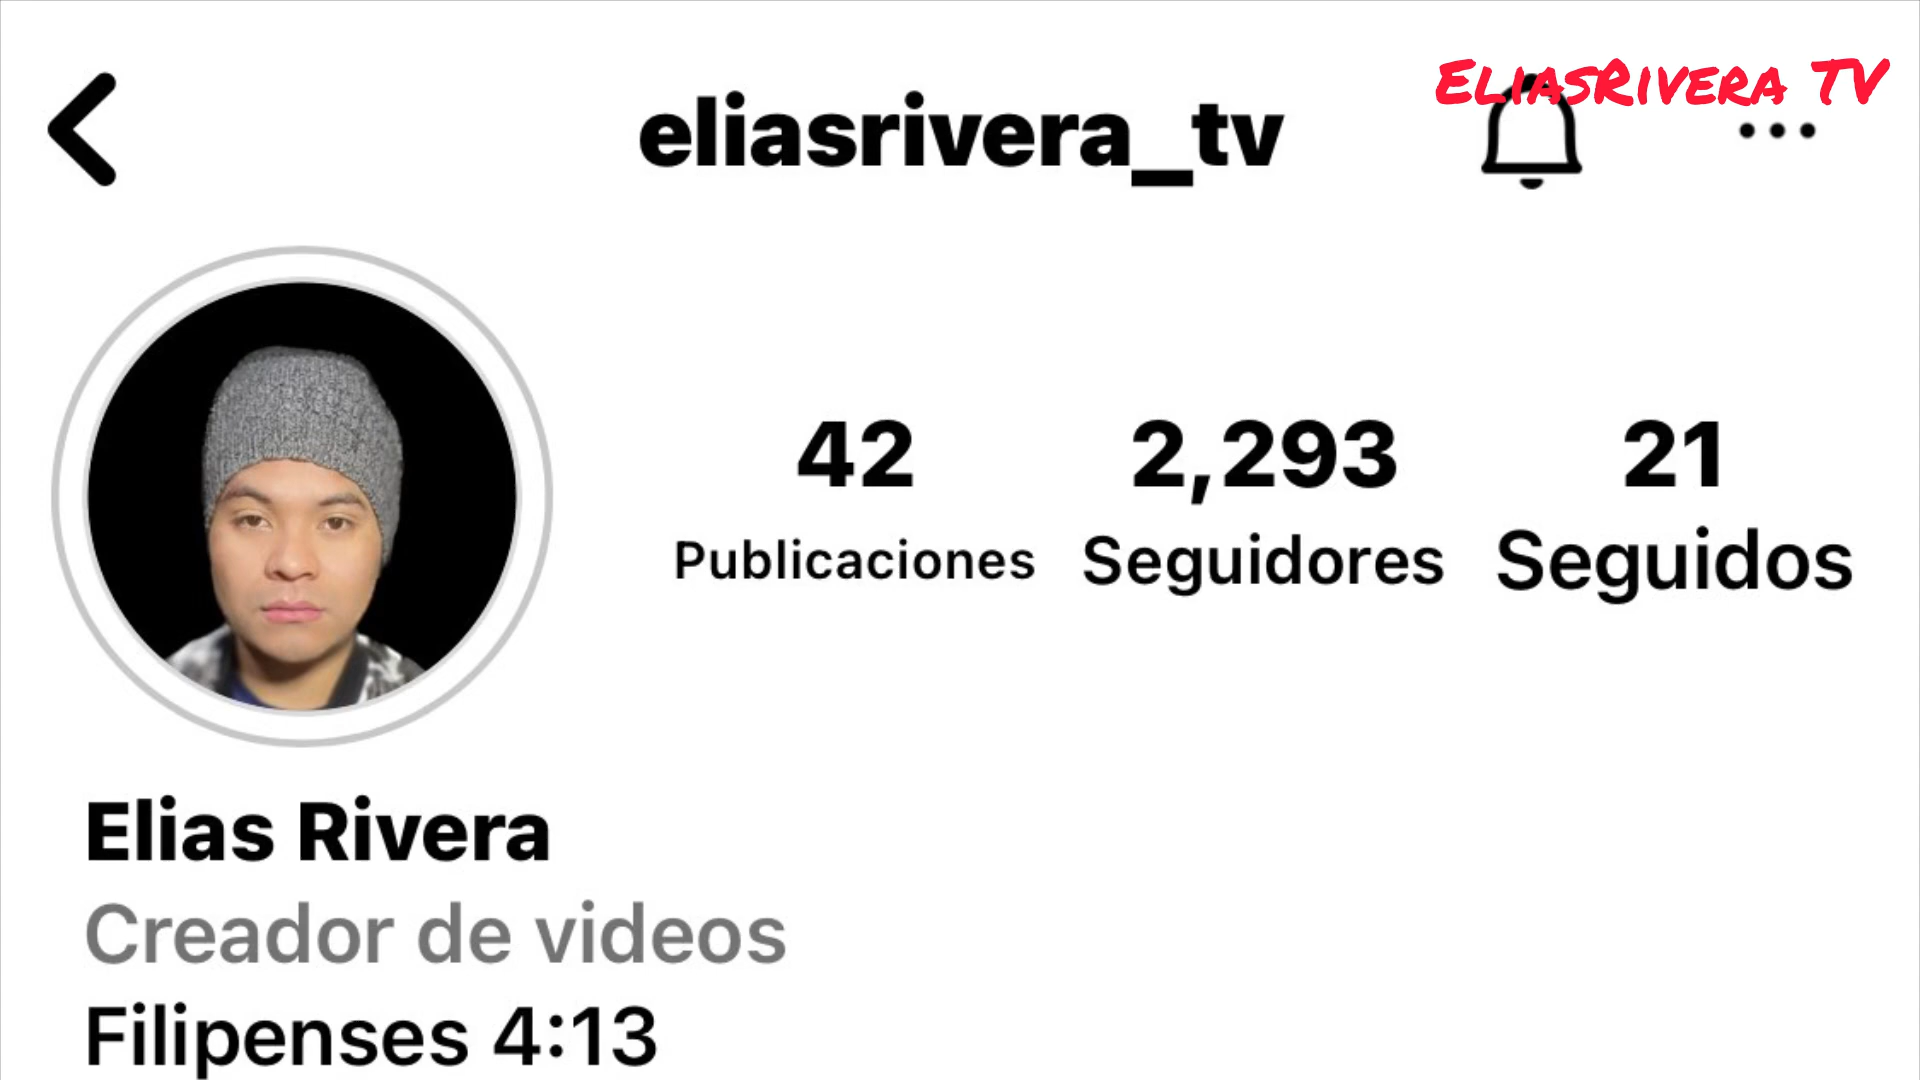 EliasRivera TV
eliasrivera_tv
42 2,293 21
Publicaciones Seguidores Seguidos
Elias Rivera
Creador de videos
Filipenses 4:13